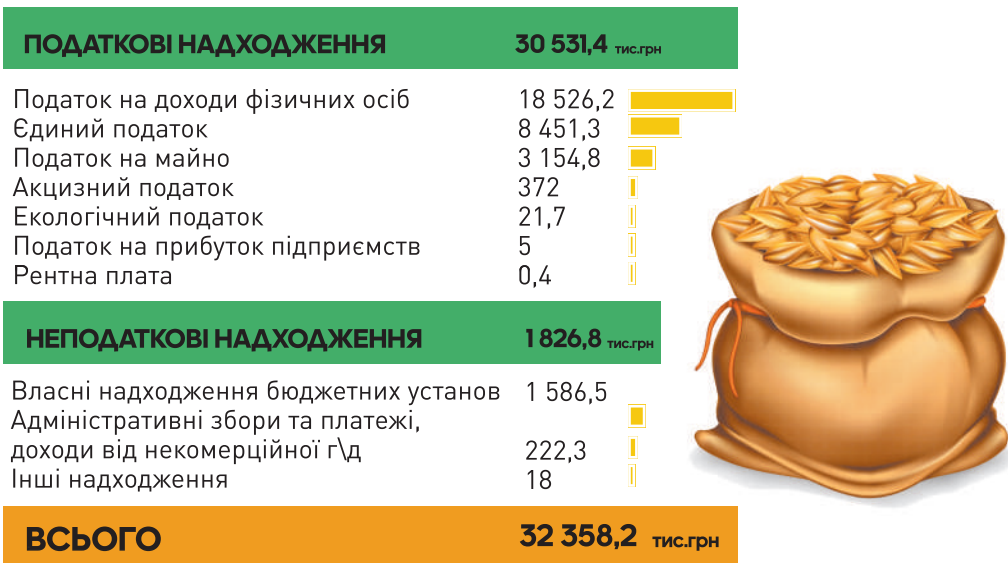 ПОДАТКОВІ НАДХОДЖЕННЯ 30 531,4 тис.грн
Податок на доходи фізичних осіб 18 526,2
Єдиний податок 8 451,3
Податок на майно 3 154,8
Акцизний податок 372
Екологічний податок 21,7
Податок на прибуток підприємств 5
Рентна плата 0,4
НЕПОДАТКОВІ НАДХОДЖЕННЯ 1 826,8 тис.грн
Власні надходження бюджетних установ 1 586,5
Адміністративні збори та платежі,
доходи від некомерційної г\д 222,3
Інші надходження 18
ВСЬОГО 32 358,2 тис.грн